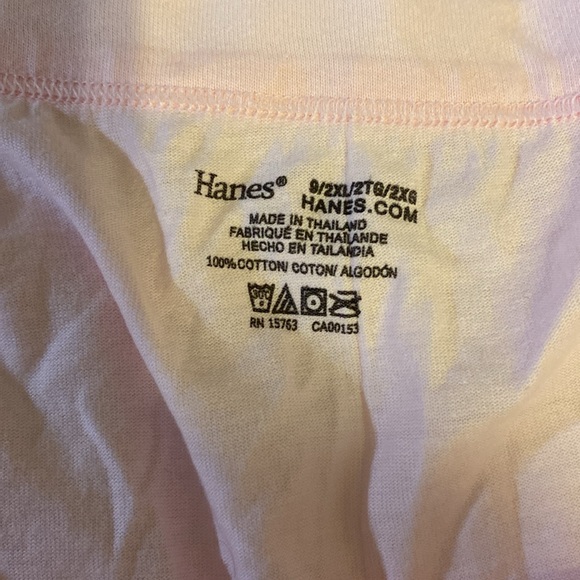 Hanes® 9/2XL/2TG/2XG
HANES.COM
MADE IN THAILAND
FABRIQUÉ EN THAÏLANDE
HECHO EN TAILANDIA
100% COTTON/ COTON/ ALGODÓN
30C
RN 15763 CA00153